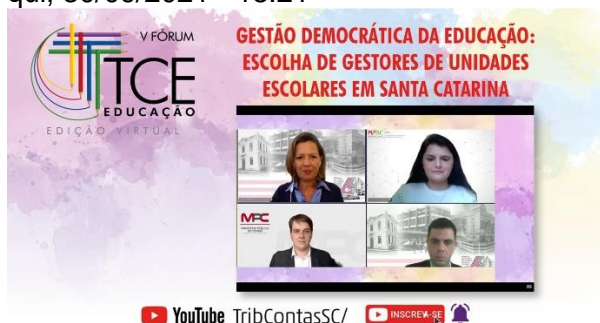 V FÓRUM
TCE
EDUCAÇÃO
EDIÇÃO VIRTUAL
GESTÃO DEMOCRÁTICA DA EDUCAÇÃO:
ESCOLHA DE GESTORES DE UNIDADES
ESCOLARES EM SANTA CATARINA
MPC
YouTube TribContasSC/ INSCREVA-SE